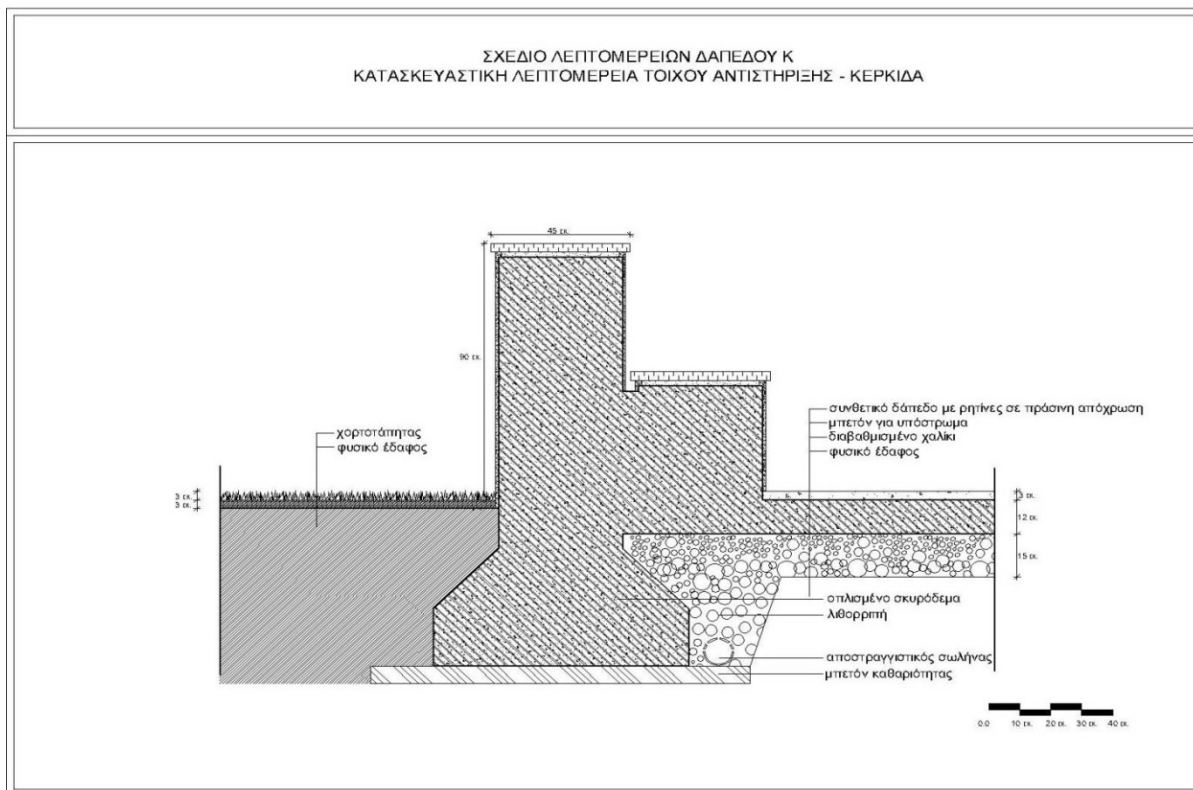 ΣΧΕΔΙΟ ΛΕΠΤΟΜΕΡΕΙΩΝ ΔΑΠΕΔΟΥ Κ
ΚΑΤΑΣΚΕΥΑΣΤΙΚΗ ΛΕΠΤΟΜΕΡΕΙΑ ΤΟΙΧΟΥ ΑΝΤΙΣΤΗΡΙΞΗΣ - ΚΕΡΚΙΔΑ
45 εκ.
90 εκ.
χορτοτάπητας
φυσικό έδαφος
συνθετικό δάπεδο με ρητίνες σε πράσινη απόχρωση
μπετόν για υπόστρωμα
διαβαθμισμένο χαλίκι
φυσικό έδαφος
3 εκ.
3 εκ.
3 εκ.
12 εκ.
15 εκ.
οπλισμένο σκυρόδεμα
λιθορριπή
αποστραγγιστικός σωλήνας
μπετόν καθαριότητας
0.0 10 εκ. 20 εκ. 30 εκ. 40 εκ.